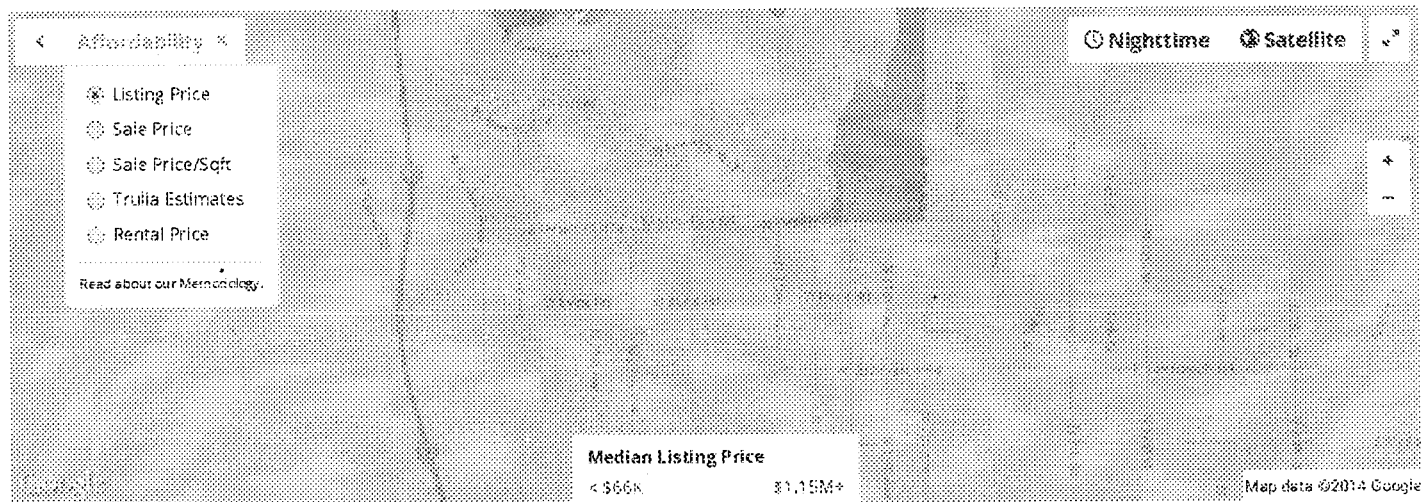 < Affordability ×
Nighttime Satellite
Listing Price
Sale Price
Sale Price/Sqft
Trulia Estimates
Rental Price
Read about our Methodology.
+
−
Median Listing Price
< $66K $1.15M+
Map data ©2014 Google